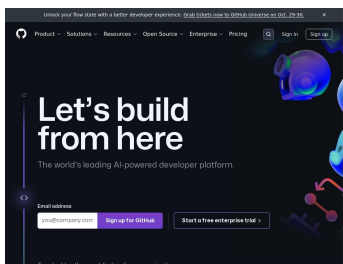 Unlock your flow state with a better developer experience. Grab tickets now to GitHub Universe on Oct. 29-30. ×
Product Solutions Resources Open Source Enterprise Pricing Sign in Sign up
Let's build
from here
The world's leading AI-powered developer platform.
Email address
you@company.com Sign up for GitHub Start a free enterprise trial